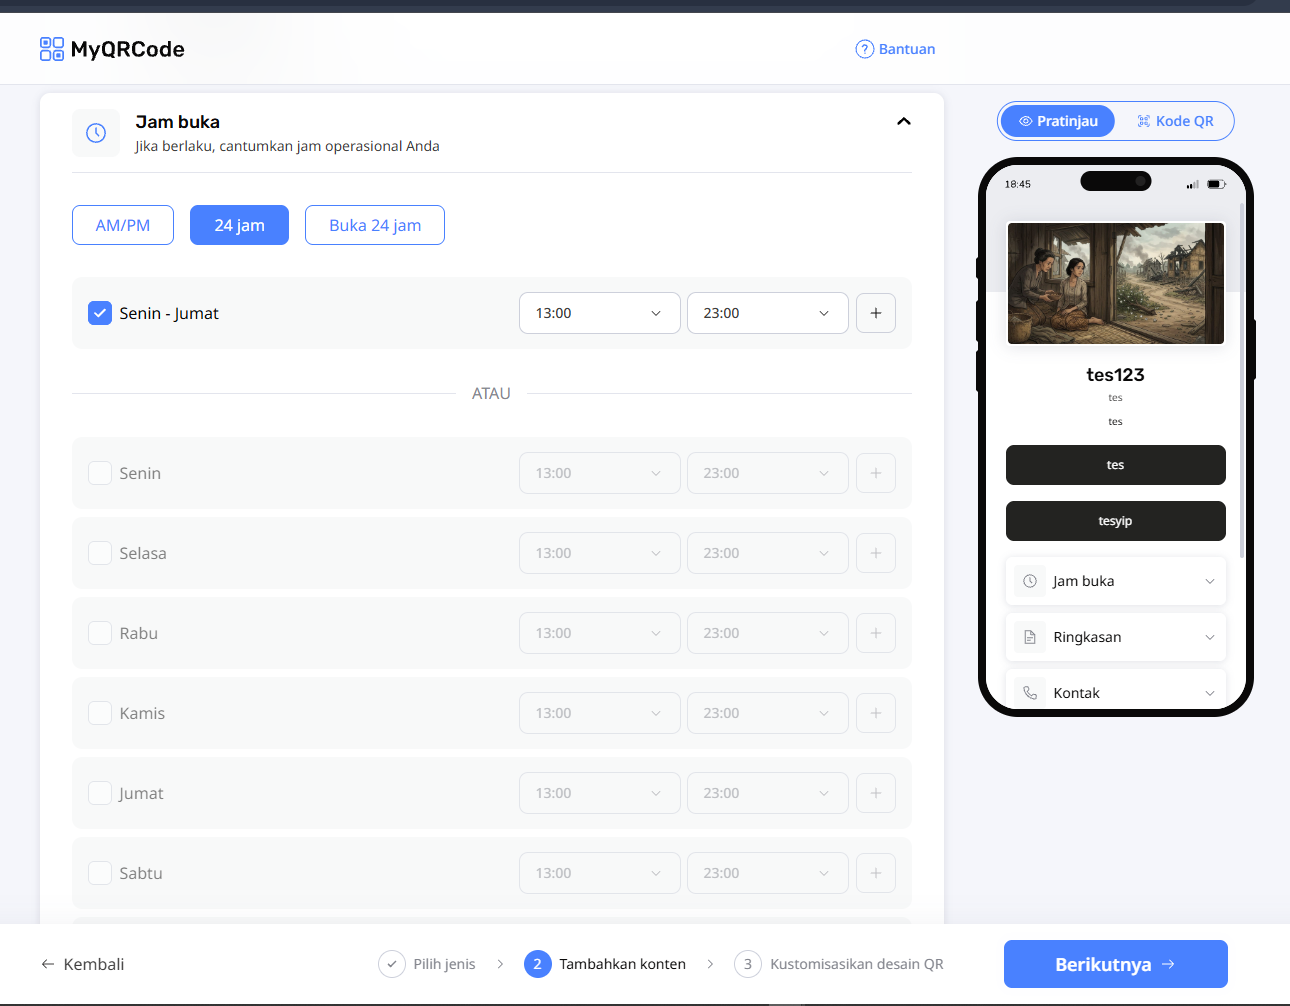 MyQRCode
Bantuan
Jam buka
Jika berlaku, cantumkan jam operasional Anda
AM/PM
24 jam
Buka 24 jam
Senin - Jumat
13:00
23:00
ATAU
Senin
13:00
23:00
Selasa
13:00
23:00
Rabu
13:00
23:00
Kamis
13:00
23:00
Jumat
13:00
23:00
Sabtu
13:00
23:00
Pratinjau
Kode QR
18:45
tes123
tes
tes
tes
tesyip
Jam buka
Ringkasan
Kontak
Kembali
Pilih jenis
2
Tambahkan konten
3
Kustomisasikan desain QR
Berikutnya